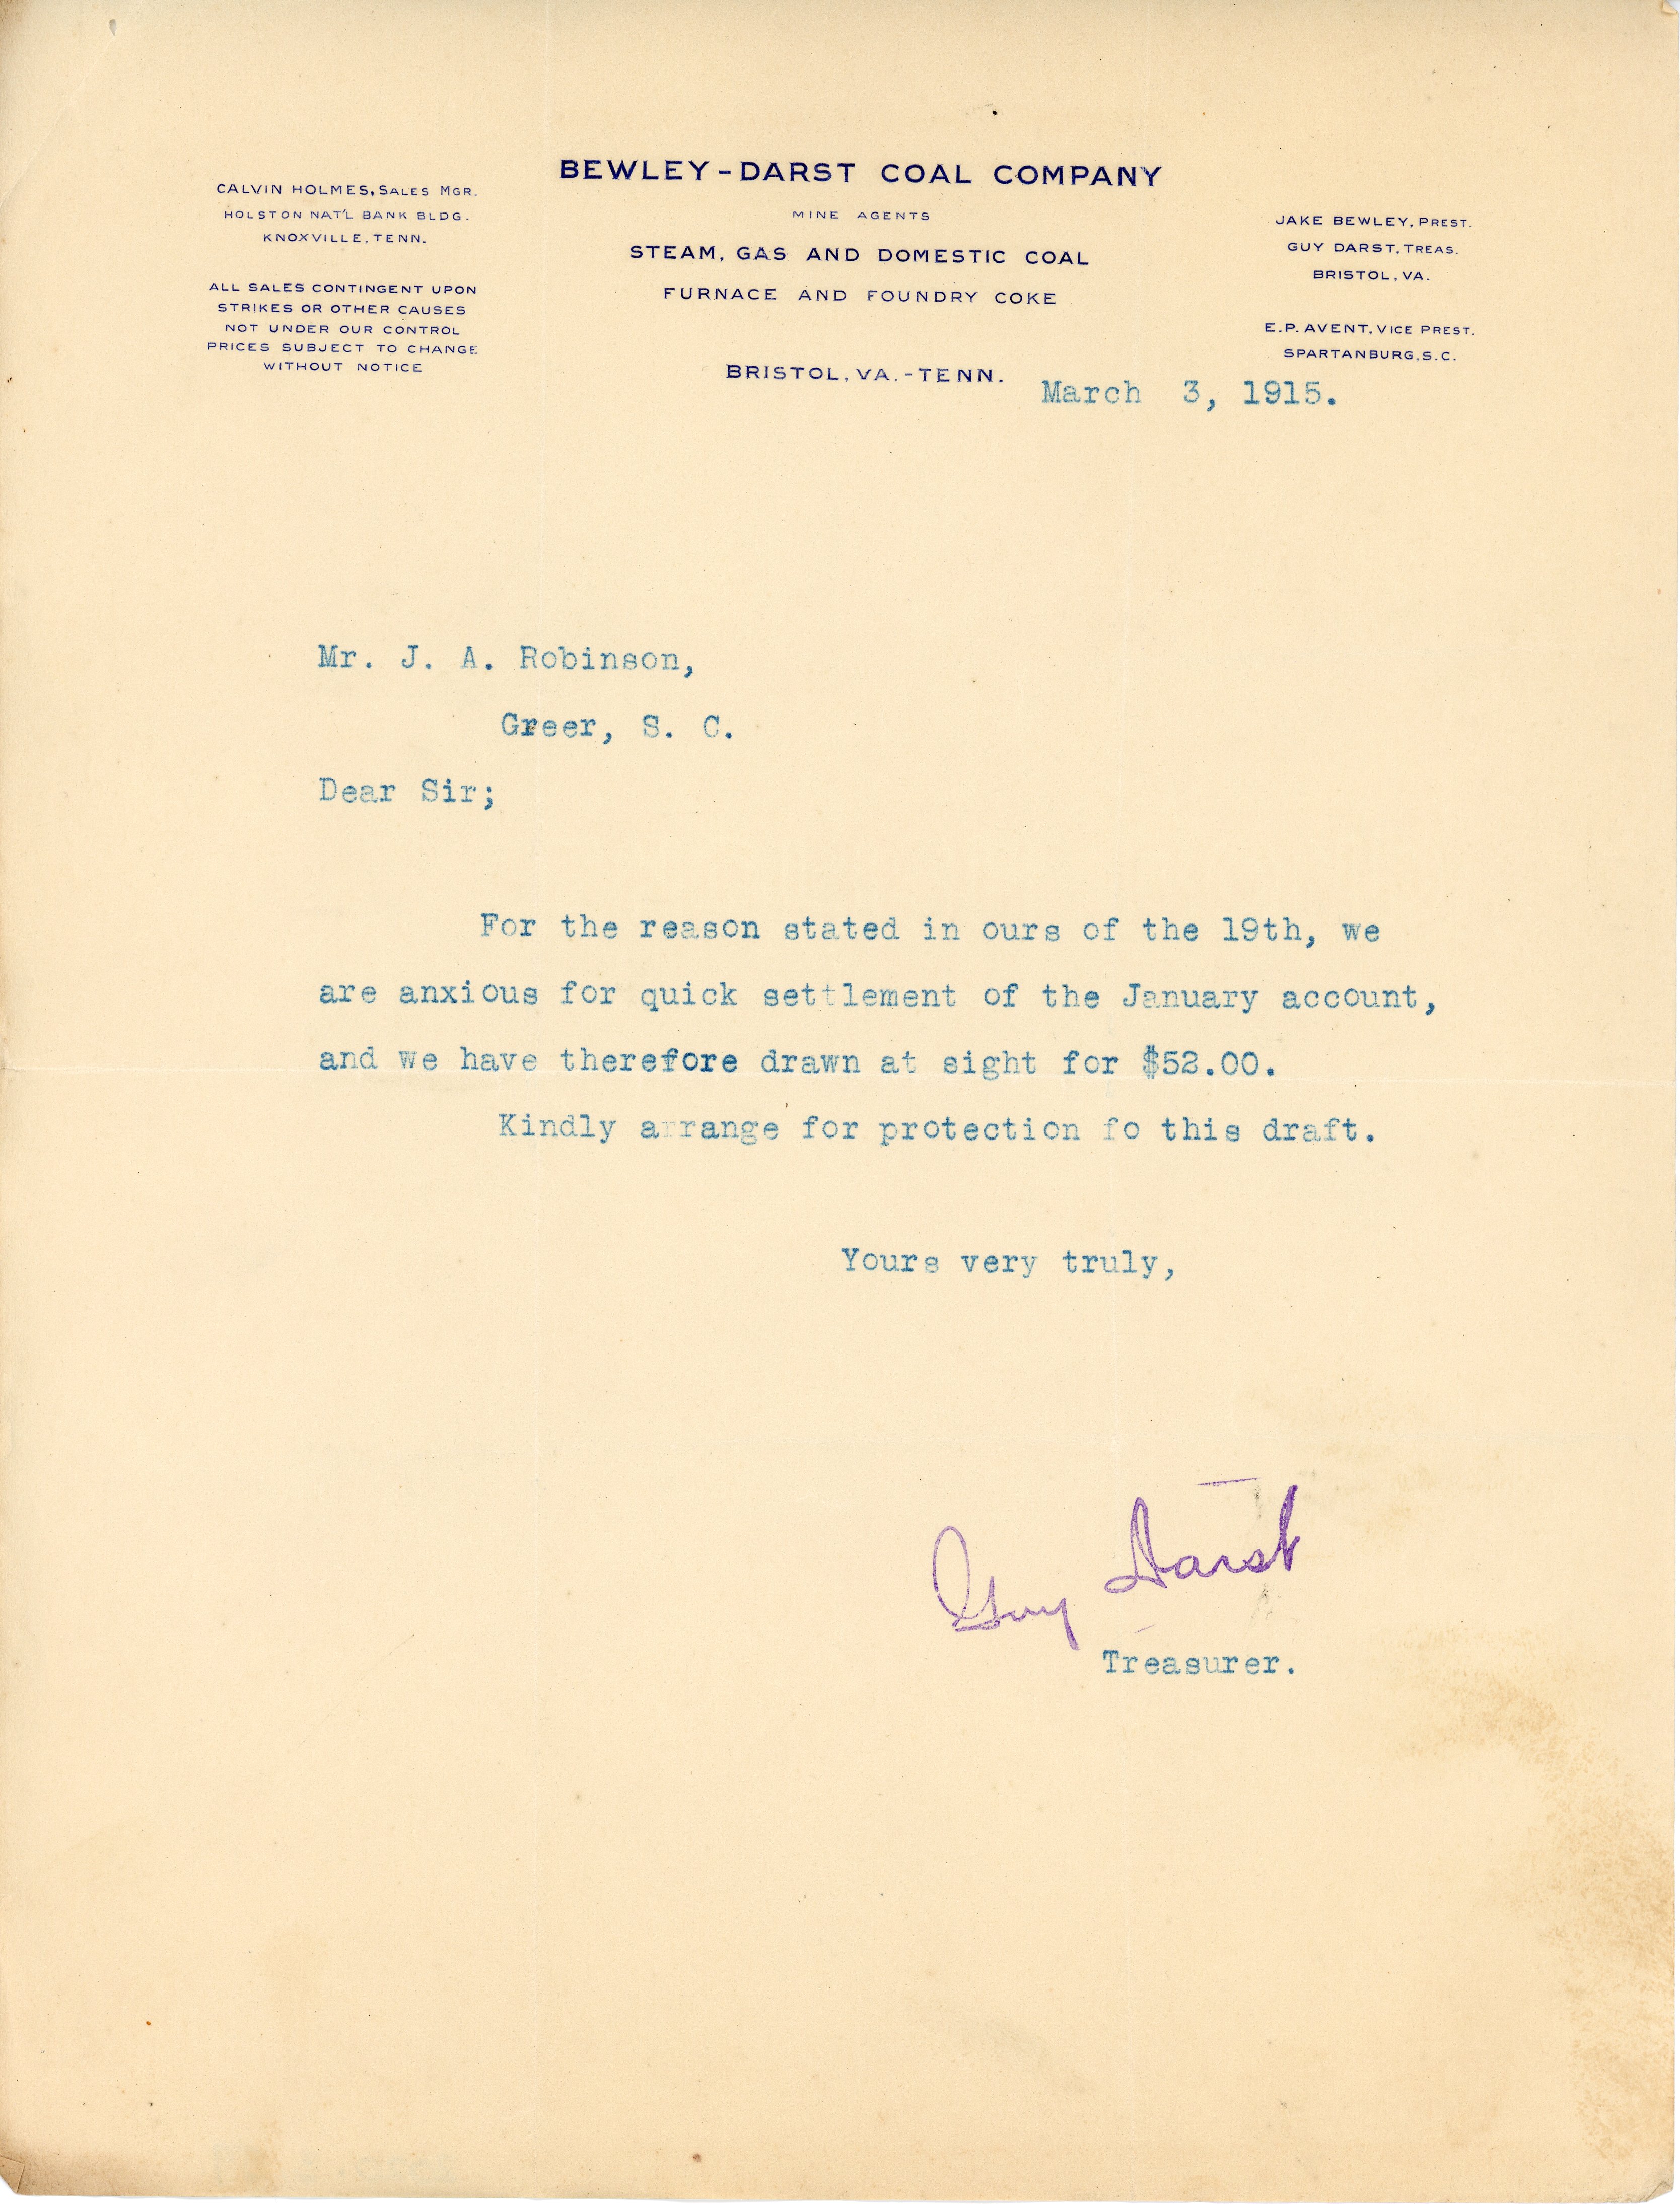 BEWLEY-DARST COAL COMPANY
MINE AGENTS
STEAM, GAS AND DOMESTIC COAL
FURNACE AND FOUNDRY COKE
BRISTOL, VA.-TENN.
CALVIN HOLMES, SALES MGR.
HOLSTON NAT'L BANK BLDG.
KNOXVILLE, TENN.
ALL SALES CONTINGENT UPON
STRIKES OR OTHER CAUSES
NOT UNDER OUR CONTROL
PRICES SUBJECT TO CHANGE
WITHOUT NOTICE
JAKE BEWLEY, PREST.
GUY DARST, TREAS.
BRISTOL, VA.
E.P. AVENT, VICE PREST.
SPARTANBURG, S.C.
March 3, 1915.
Mr. J. A. Robinson,
Greer, S. C.
Dear Sir;
For the reason stated in ours of the 19th, we
are anxious for quick settlement of the January account,
and we have therefore drawn at sight for $52.00.
Kindly arrange for protection fo this draft.
Yours very truly,
Guy Darst
Treasurer.